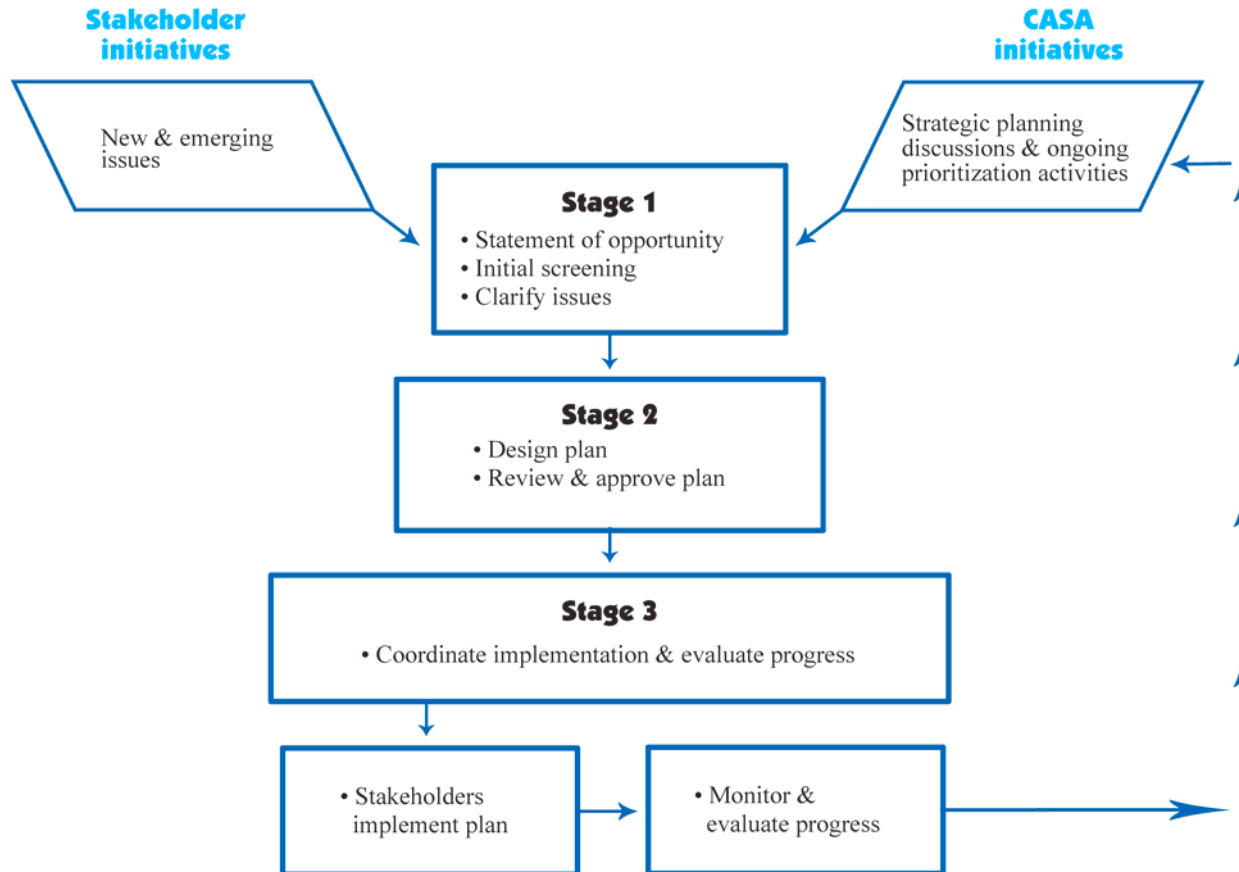 Stakeholder
initiatives
CASA
initiatives
New & emerging
issues
Strategic planning
discussions & ongoing
prioritization activities
Stage 1
• Statement of opportunity
• Initial screening
• Clarify issues
Stage 2
• Design plan
• Review & approve plan
Stage 3
• Coordinate implementation & evaluate progress
• Stakeholders
implement plan
• Monitor &
evaluate progress